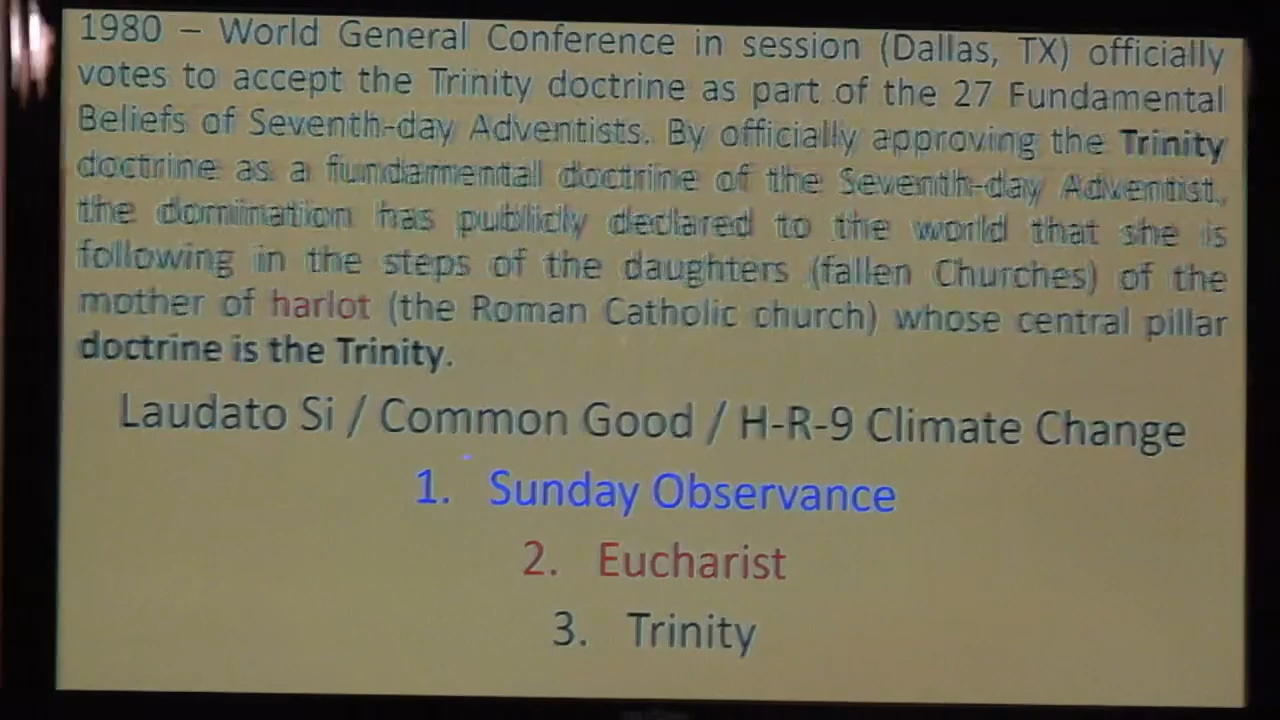 1980 – World General Conference in session (Dallas, TX) officially
votes to accept the Trinity doctrine as part of the 27 Fundamental
Beliefs of Seventh-day Adventists. By officially approving the Trinity
doctrine as a fundamental doctrine of the Seventh-day Adventist,
the domination has publicly declared to the world that she is
following in the steps of the daughters (fallen Churches) of the
mother of harlot (the Roman Catholic church) whose central pillar
doctrine is the Trinity.
Laudato Si / Common Good / H-R-9 Climate Change
1. Sunday Observance
2. Eucharist
3. Trinity